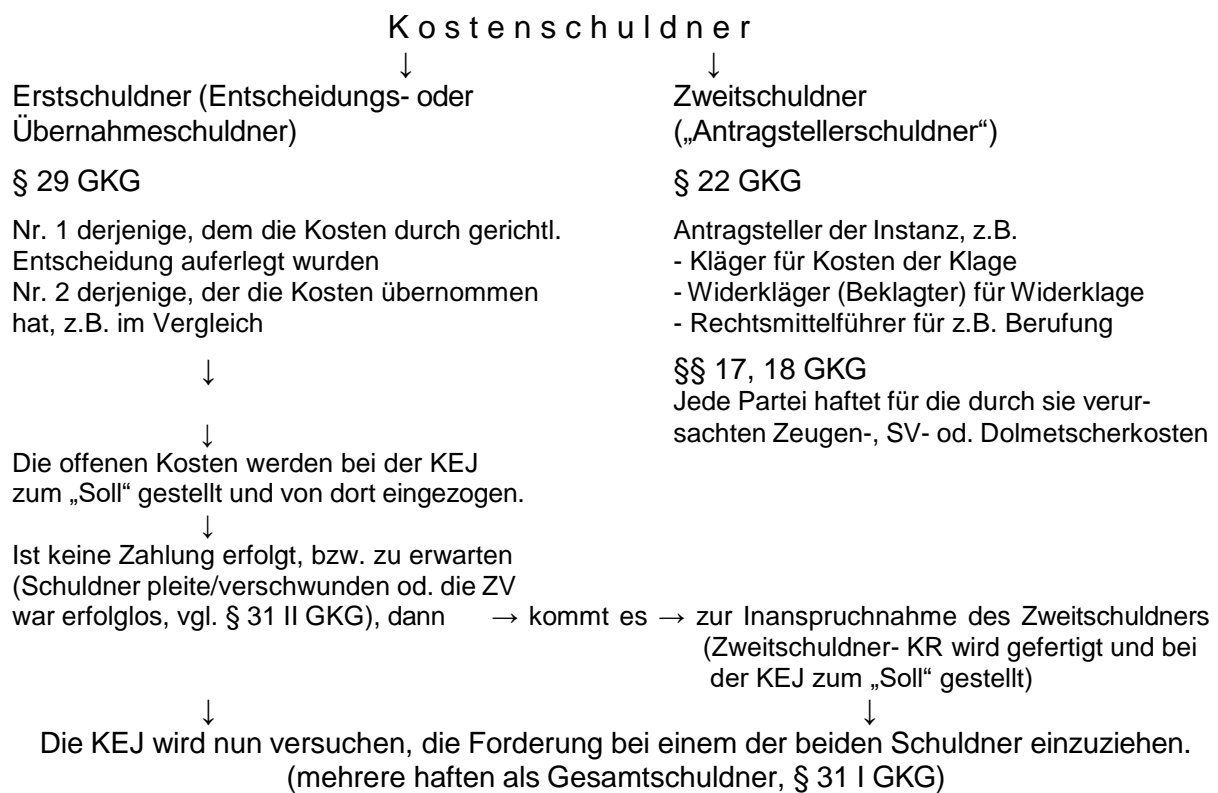 Kostenschuldner
↓ ↓
Erstschuldner (Entscheidungs- oder
Übernahmeschuldner)
§ 29 GKG
Nr. 1 derjenige, dem die Kosten durch gerichtl.
Entscheidung auferlegt wurden
Nr. 2 derjenige, der die Kosten übernommen
hat, z.B. im Vergleich
↓
Zweitschuldner
(„Antragstellerschuldner“)
§ 22 GKG
Antragsteller der Instanz, z.B.
- Kläger für Kosten der Klage
- Widerkläger (Beklagter) für Widerklage
- Rechtsmittelführer für z.B. Berufung
§§ 17, 18 GKG
Jede Partei haftet für die durch sie verur-
sachten Zeugen-, SV- od. Dolmetscherkosten
↓
Die offenen Kosten werden bei der KEJ
zum „Soll“ gestellt und von dort eingezogen.
↓
Ist keine Zahlung erfolgt, bzw. zu erwarten
(Schuldner pleite/verschwunden od. die ZV
war erfolglos, vgl. § 31 II GKG), dann → kommt es → zur Inanspruchnahme des Zweitschuldners
(Zweitschuldner- KR wird gefertigt und bei
der KEJ zum „Soll“ gestellt)
↓ ↓
Die KEJ wird nun versuchen, die Forderung bei einem der beiden Schuldner einzuziehen.
(mehrere haften als Gesamtschuldner, § 31 I GKG)